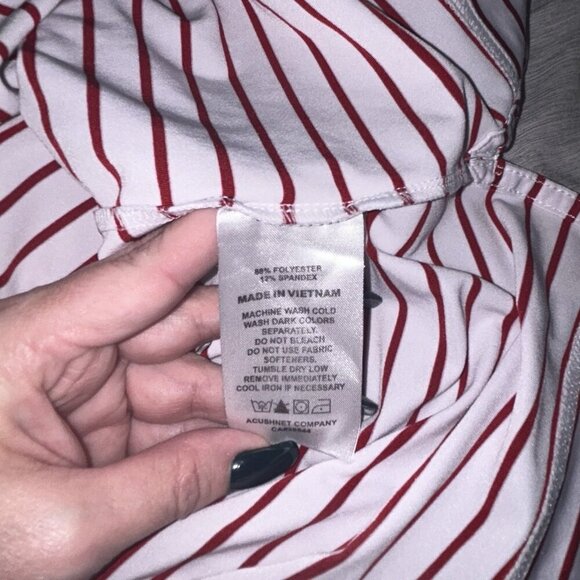 88% POLYESTER
12% SPANDEX
MADE IN VIETNAM
MACHINE WASH COLD
WASH DARK COLORS
SEPARATELY.
DO NOT BLEACH
DO NOT USE FABRIC
SOFTENERS.
TUMBLE DRY LOW
REMOVE IMMEDIATELY
COOL IRON IF NECESSARY
ACUSHNET COMPANY